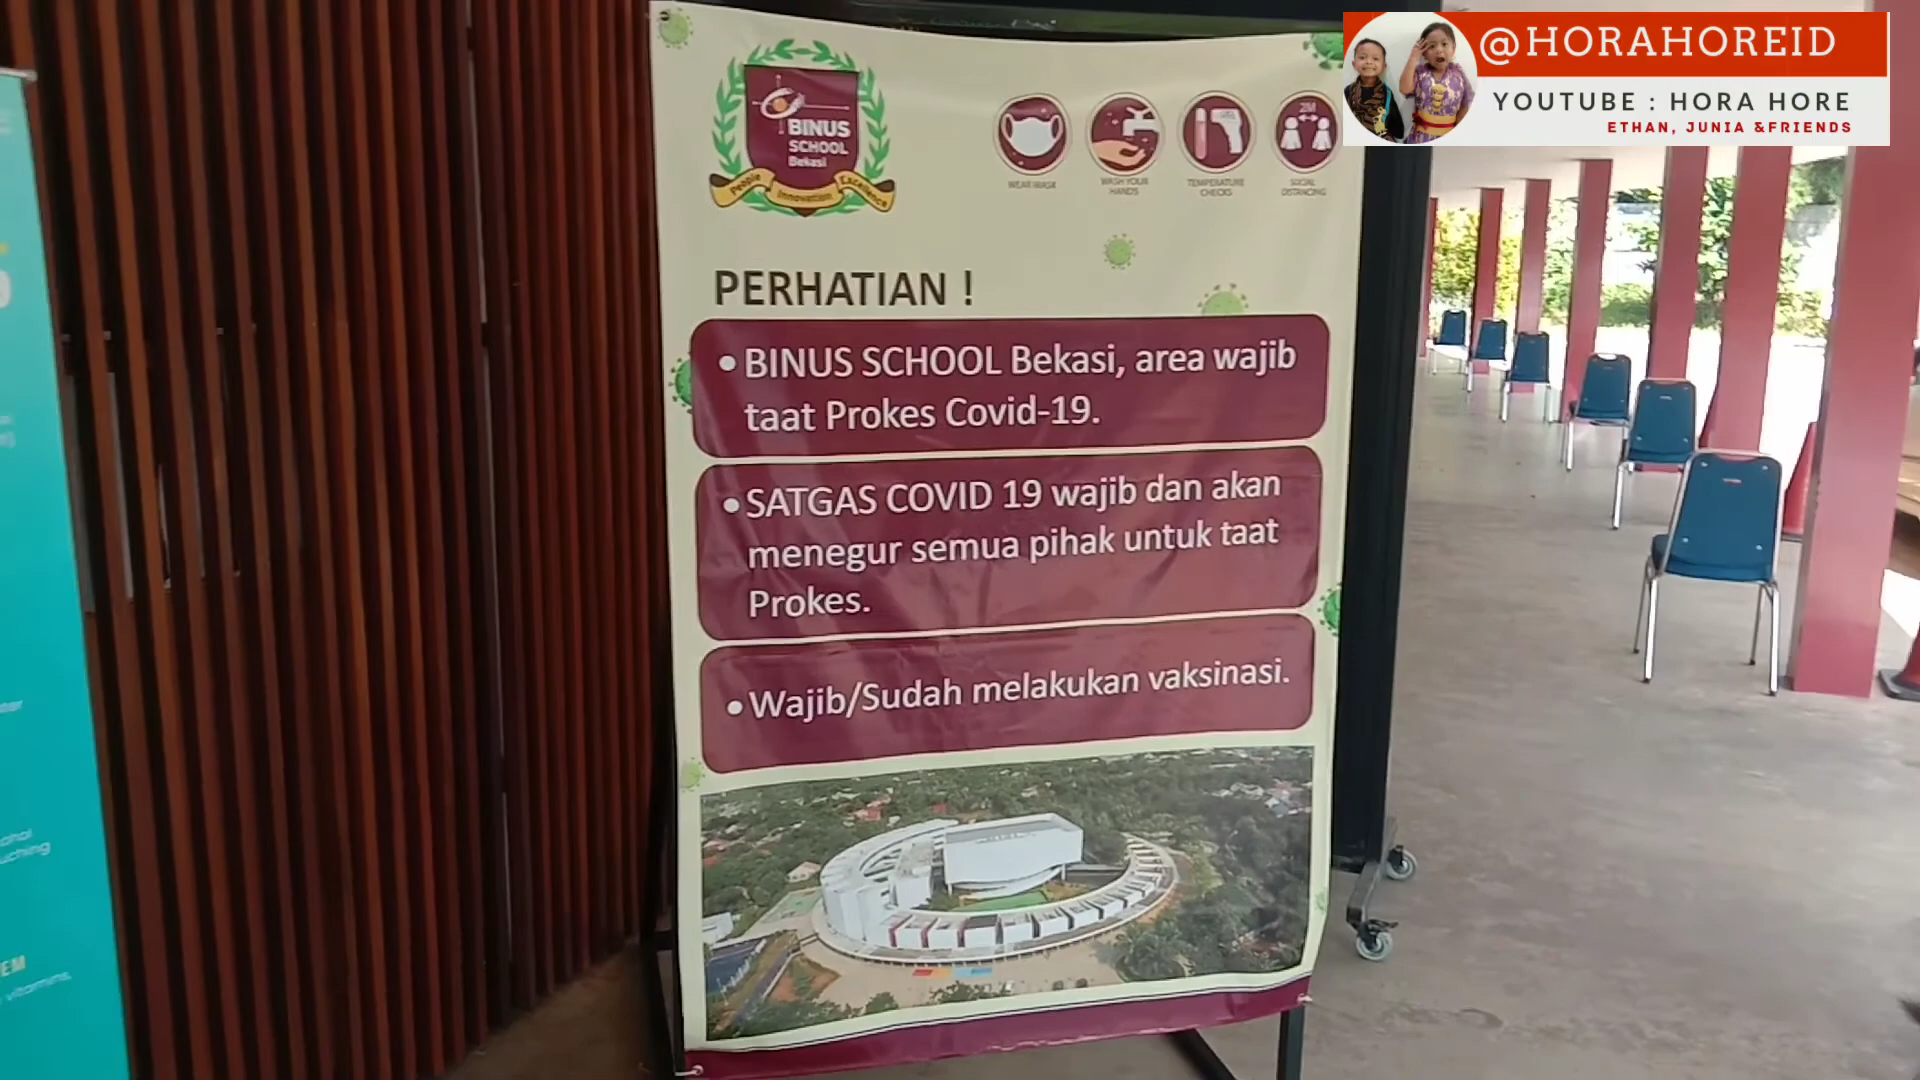 @HORAHOREID
YOUTUBE : HORA HORE
ETHAN, JUNIA &FRIENDS
BINUS
SCHOOL
Bekasi
People
Innovation
Excellence
WEAR MASK
WASH YOUR
HANDS
TEMPERATURE
CHECKS
2M
SOCIAL
DISTANCING
PERHATIAN !
• BINUS SCHOOL Bekasi, area wajib
taat Prokes Covid-19.
• SATGAS COVID 19 wajib dan akan
menegur semua pihak untuk taat
Prokes.
• Wajib/Sudah melakukan vaksinasi.
vitamins,